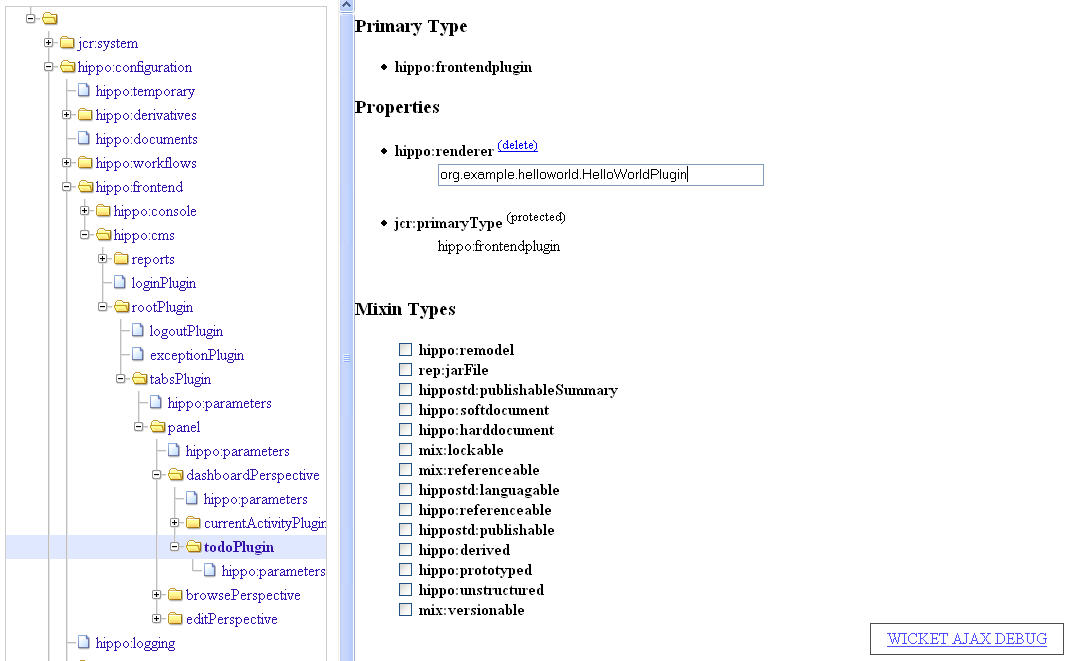 jcr:system
hippo:configuration
hippo:temporary
hippo:derivatives
hippo:documents
hippo:workflows
hippo:frontend
hippo:console
hippo:cms
reports
loginPlugin
rootPlugin
logoutPlugin
exceptionPlugin
tabsPlugin
hippo:parameters
panel
hippo:parameters
dashboardPerspective
hippo:parameters
currentActivityPlugin
todoPlugin
hippo:parameters
browsePerspective
editPerspective
hippo:logging
Primary Type
hippo:frontendplugin
Properties
hippo:renderer (delete)
org.example.helloworld.HelloWorldPlugin
jcr:primaryType (protected)
hippo:frontendplugin
Mixin Types
hippo:remodel
rep:jarFile
hippostd:publishableSummary
hippo:softdocument
hippo:harddocument
mix:lockable
mix:referenceable
hippostd:languagable
hippo:referenceable
hippostd:publishable
hippo:derived
hippo:prototyped
hippo:unstructured
mix:versionable
WICKET AJAX DEBUG